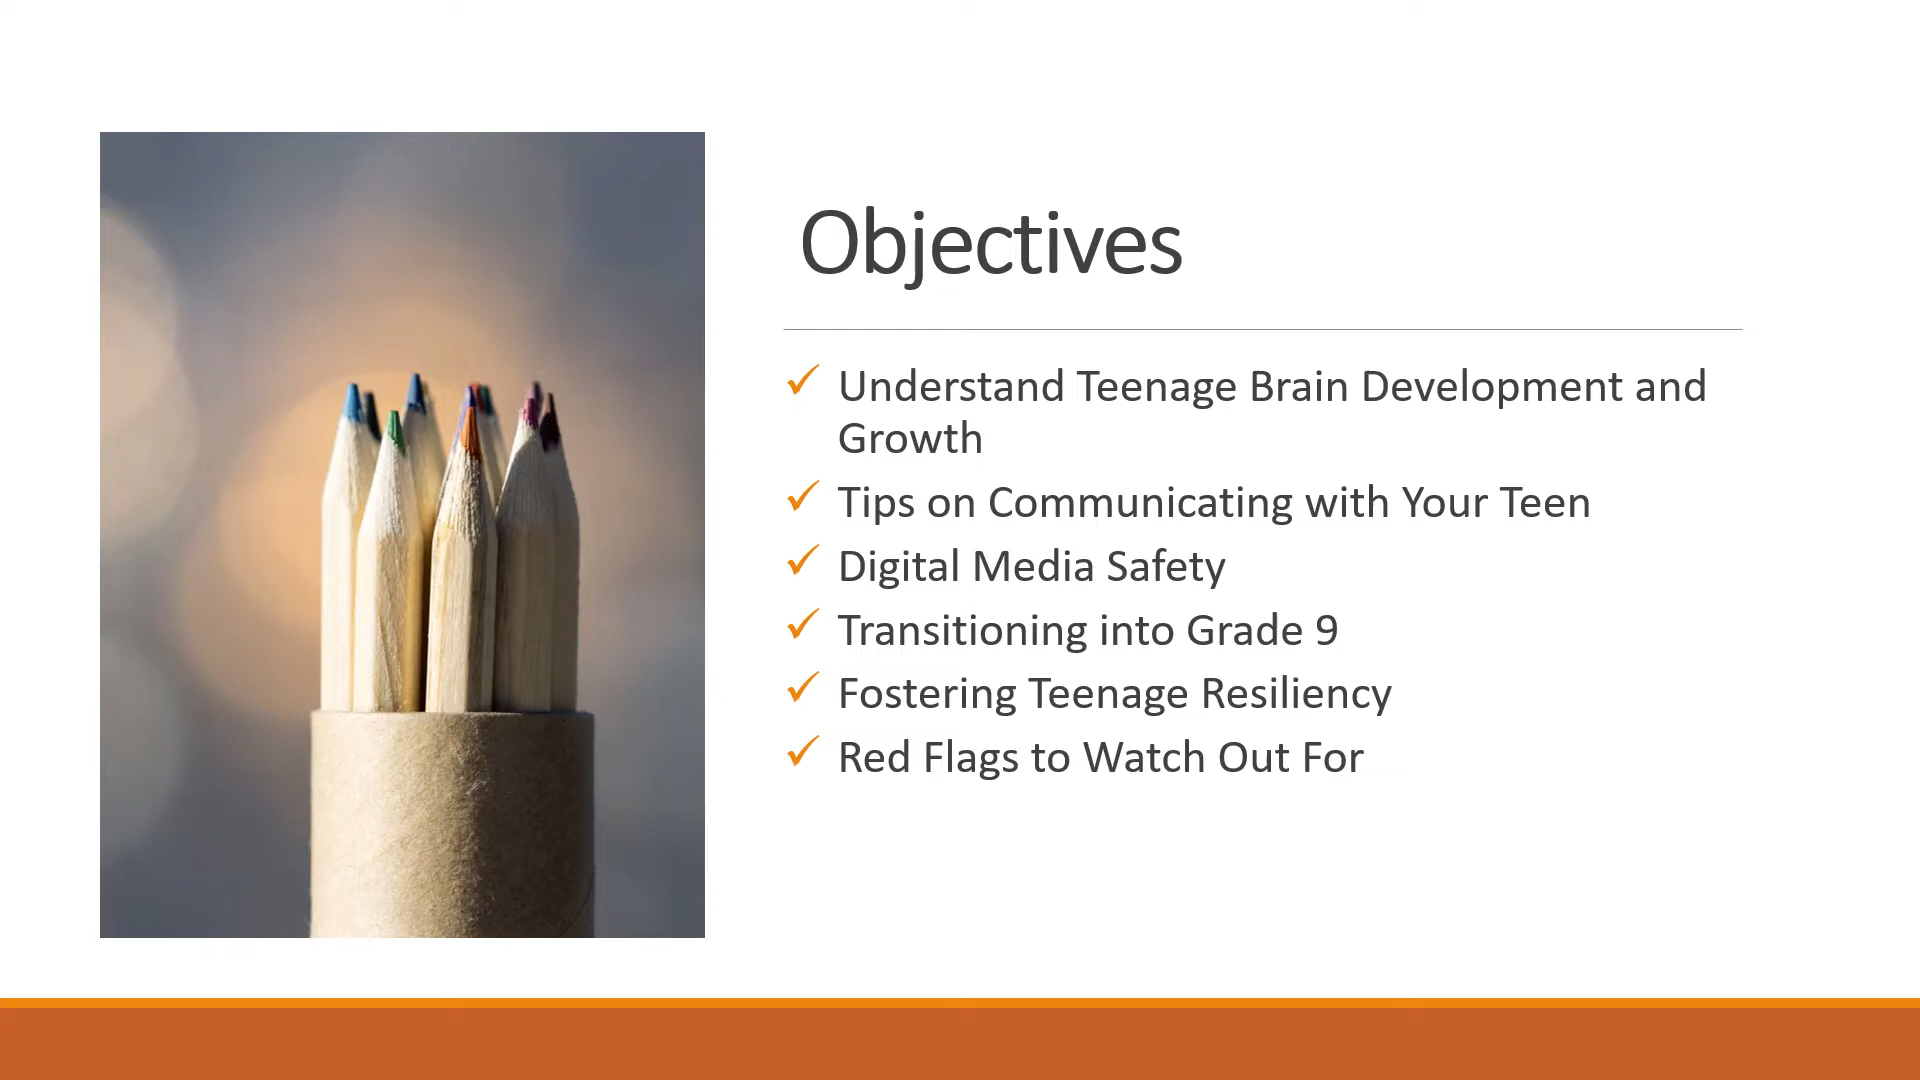 Objectives
Understand Teenage Brain Development and
Growth
Tips on Communicating with Your Teen
Digital Media Safety
Transitioning into Grade 9
Fostering Teenage Resiliency
Red Flags to Watch Out For